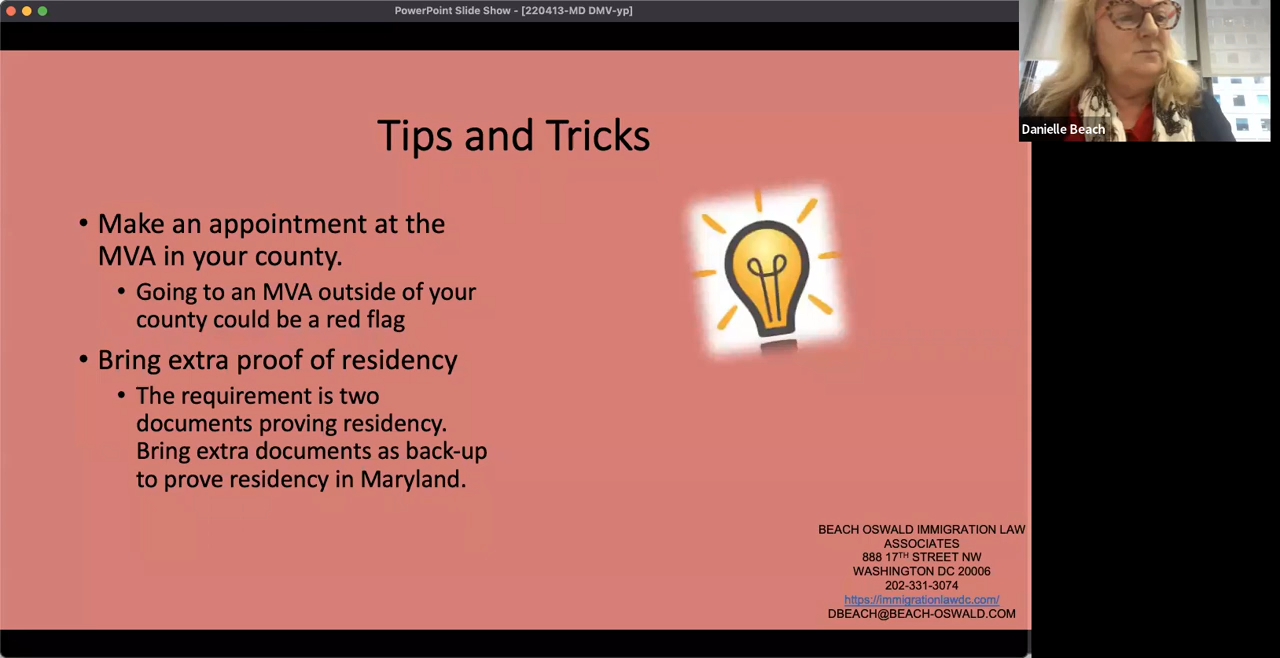 PowerPoint Slide Show - [220413-MD DMV-yp]
Danielle Beach
Tips and Tricks
• Make an appointment at the
MVA in your county.
• Going to an MVA outside of your
county could be a red flag
• Bring extra proof of residency
• The requirement is two
documents proving residency.
Bring extra documents as back-up
to prove residency in Maryland.
BEACH OSWALD IMMIGRATION LAW
ASSOCIATES
888 17TH STREET NW
WASHINGTON DC 20006
202-331-3074
https://immigrationlawdc.com/
DBEACH@BEACH-OSWALD.COM